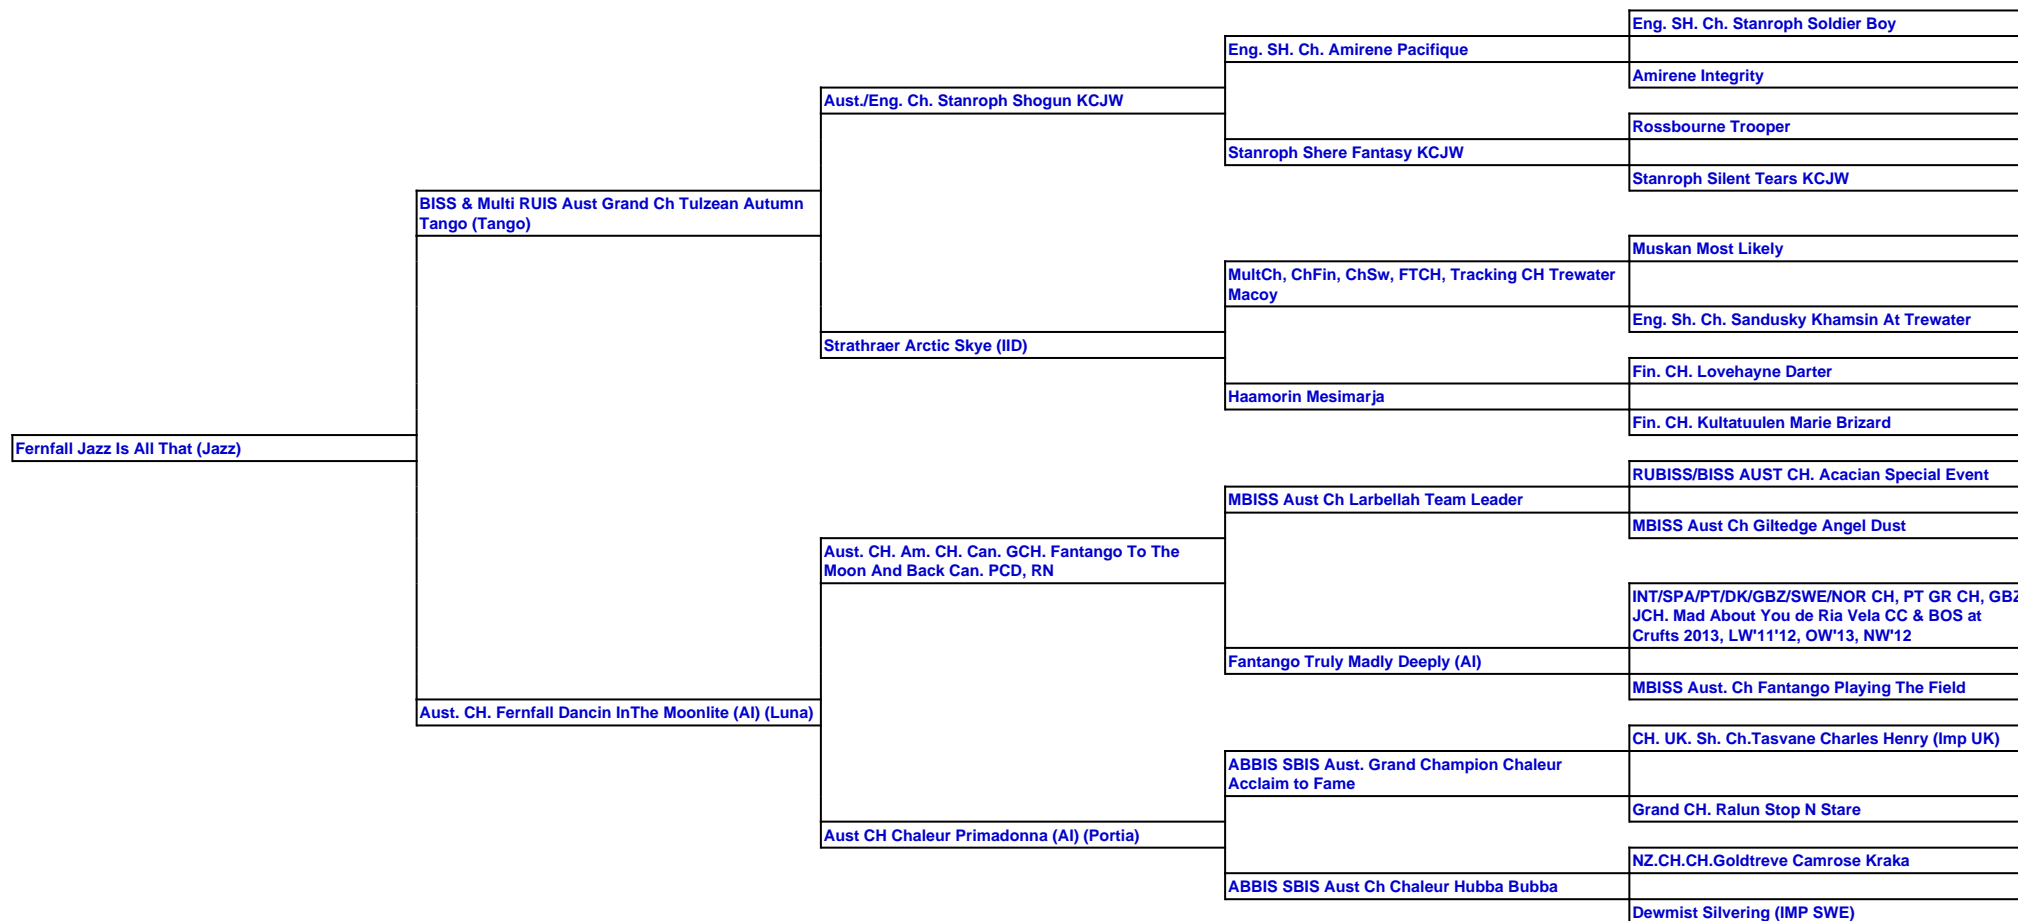 Eng. SH. Ch. Stanroph Soldier Boy
Eng. SH. Ch. Amirene Pacifique
Amirene Integrity
Aust./Eng. Ch. Stanroph Shogun KCJW
Rossbourne Trooper
Stanroph Shere Fantasy KCJW
Stanroph Silent Tears KCJW
BISS & Multi RUIS Aust Grand Ch Tulzean Autumn
Tango (Tango)
Muskan Most Likely
MultCh, ChFin, ChSw, FTCH, Tracking CH Trewater
Macoy
Eng. Sh. Ch. Sandusky Khamsin At Trewater
Strathraer Arctic Skye (IID)
Fin. CH. Lovehayne Darter
Haamorin Mesimarja
Fin. CH. Kultatuulen Marie Brizard
Fernfall Jazz Is All That (Jazz)
RUBISS/BISS AUST CH. Acacian Special Event
MBISS Aust Ch Larbellah Team Leader
MBISS Aust Ch Giltedge Angel Dust
Aust. CH. Am. CH. Can. GCH. Fantango To The
Moon And Back Can. PCD, RN
INT/SPA/PT/DK/GBZ/SWE/NOR CH, PT GR CH, GBZ
JCH. Mad About You de Ria Vela CC & BOS at
Crufts 2013, LW'11'12, OW'13, NW'12
Fantango Truly Madly Deeply (AI)
MBISS Aust. Ch Fantango Playing The Field
Aust. CH. Fernfall Dancin InThe Moonlite (AI) (Luna)
CH. UK. Sh. Ch.Tasvane Charles Henry (Imp UK)
ABBIS SBIS Aust. Grand Champion Chaleur
Acclaim to Fame
Grand CH. Ralun Stop N Stare
Aust CH Chaleur Primadonna (AI) (Portia)
NZ.CH.CH.Goldtreve Camrose Kraka
ABBIS SBIS Aust Ch Chaleur Hubba Bubba
Dewmist Silvering (IMP SWE)